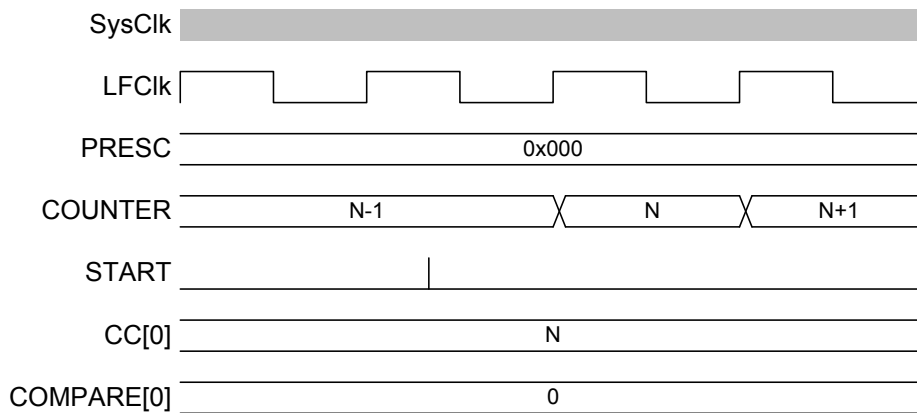 SysClk
LFClk
PRESC 0x000
COUNTER N-1 N N+1
START
CC[0] N
COMPARE[0] 0